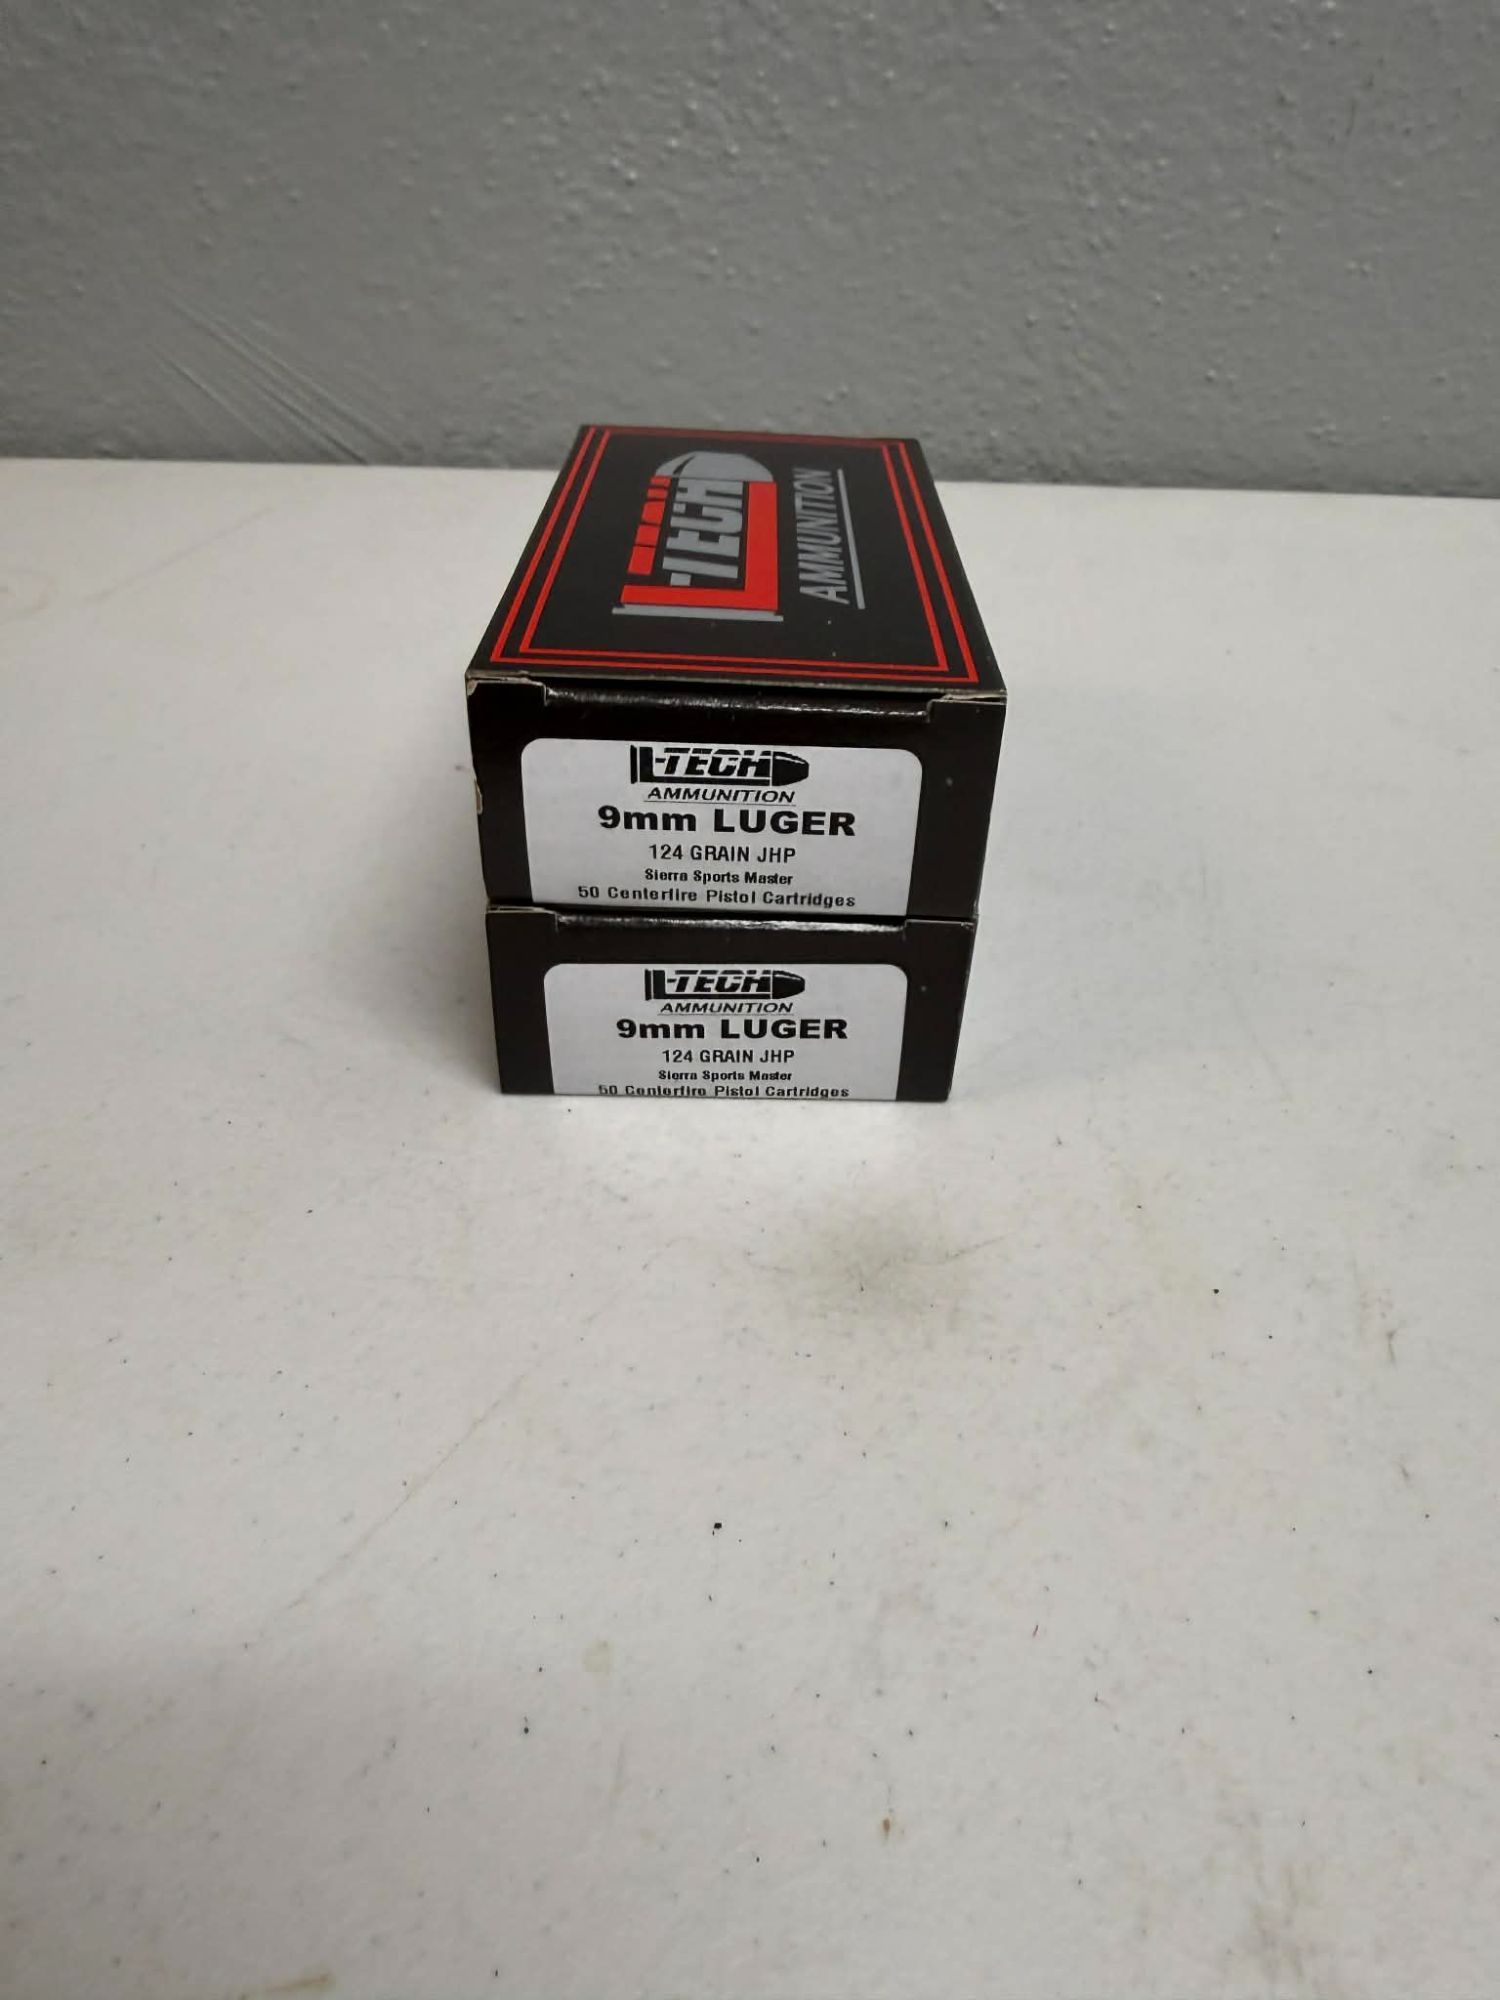 L-TECH
AMMUNITION
L-TECH
AMMUNITION
9mm LUGER
124 GRAIN JHP
Sierra Sports Master
50 Centerfire Pistol Cartridges
L-TECH
AMMUNITION
9mm LUGER
124 GRAIN JHP
Sierra Sports Master
50 Centerfire Pistol Cartridges